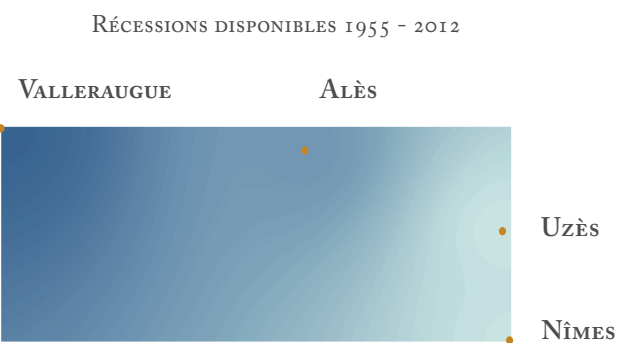 Récessions disponibles 1955 - 2012
Valleraugue Alès
Uzès
Nîmes